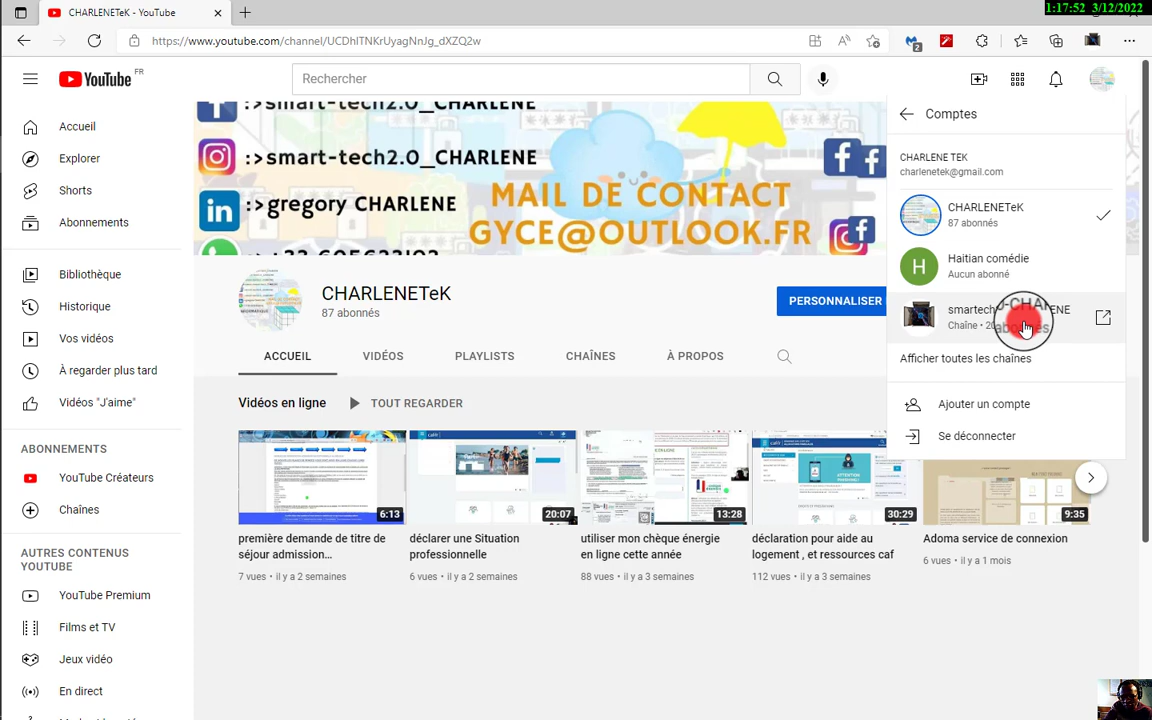 1:17:52 3/12/2022
CHARLENETeK - YouTube
https://www.youtube.com/channel/UCDhITNKrUyagNnJg_dXZQ2w
2
YouTube FR
Rechercher
Accueil
Explorer
Shorts
Abonnements
Bibliothèque
Historique
Vos vidéos
À regarder plus tard
Vidéos "J'aime"
ABONNEMENTS
YouTube Créateurs
Chaînes
AUTRES CONTENUS
YOUTUBE
YouTube Premium
Films et TV
Jeux vidéo
En direct
:>smart-tech2.0_CHARLENE
:>smart-tech2.0_CHARLENE
:>gregory CHARLENE
MAIL DE CONTACT
GYCE@OUTLOOK.FR
CHARLENETeK
87 abonnés
PERSONNALISER
ACCUEIL
VIDÉOS
PLAYLISTS
CHAÎNES
À PROPOS
Vidéos en ligne
TOUT REGARDER
6:13
première demande de titre de
séjour admission...
7 vues • il y a 2 semaines
20:07
déclarer une Situation
professionnelle
6 vues • il y a 2 semaines
13:28
utiliser mon chèque énergie
en ligne cette année
88 vues • il y a 3 semaines
30:29
déclaration pour aide au
logement , et ressources caf
112 vues • il y a 3 semaines
9:35
Adoma service de connexion
6 vues • il y a 1 mois
Comptes
CHARLENE TEK
charlenetek@gmail.com
CHARLENETeK
87 abonnés
H
Haitian comédie
Aucun abonné
Afficher toutes les chaînes
Ajouter un compte
Se déconnecter